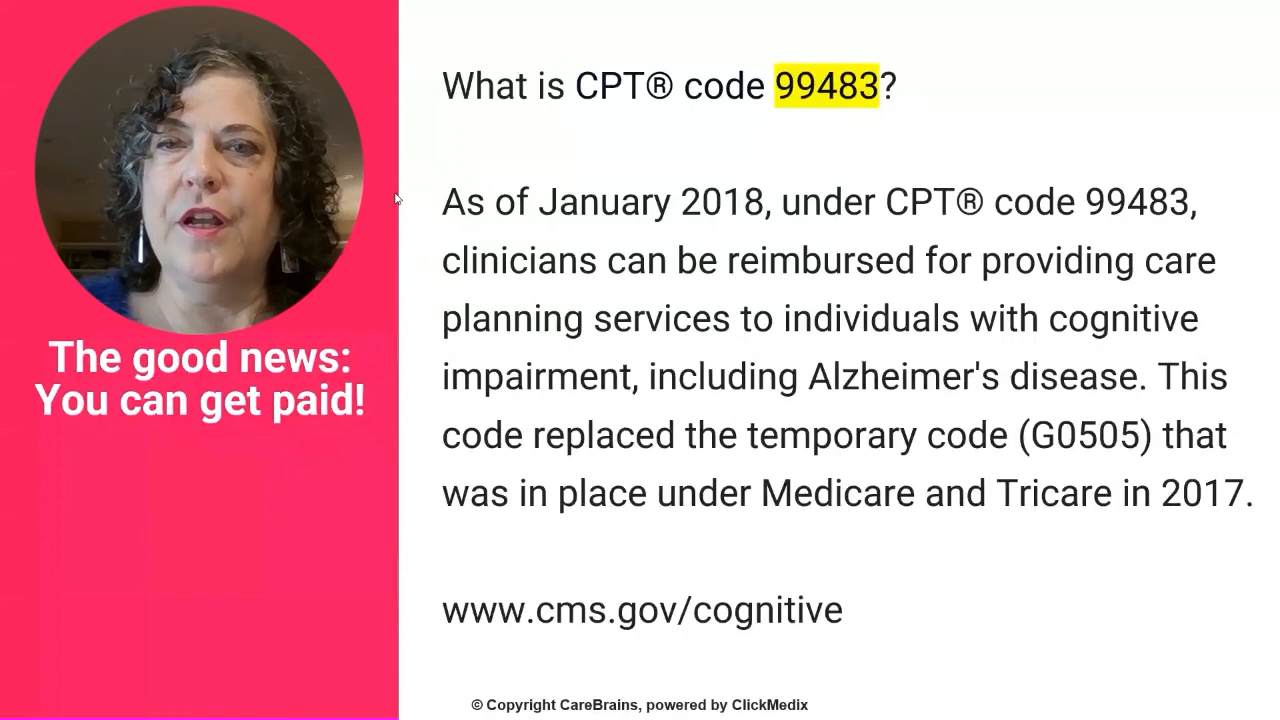 The good news:
You can get paid!
What is CPT® code 99483?
As of January 2018, under CPT® code 99483,
clinicians can be reimbursed for providing care
planning services to individuals with cognitive
impairment, including Alzheimer's disease. This
code replaced the temporary code (G0505) that
was in place under Medicare and Tricare in 2017.
www.cms.gov/cognitive
© Copyright CareBrains, powered by ClickMedix